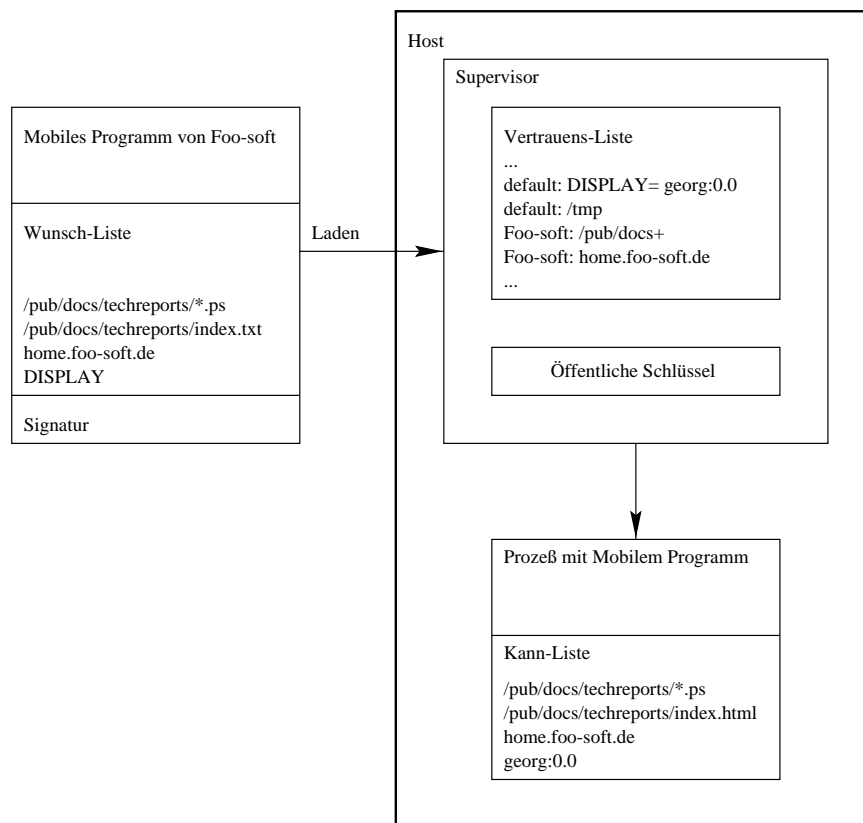 Host
Supervisor
Mobiles Programm von Foo-soft
Wunsch-Liste
/pub/docs/techreports/*.ps
/pub/docs/techreports/index.txt
home.foo-soft.de
DISPLAY
Signatur
Laden
Vertrauens-Liste
...
default: DISPLAY= georg:0.0
default: /tmp
Foo-soft: /pub/docs+
Foo-soft: home.foo-soft.de
...
Öffentliche Schlüssel
Prozeß mit Mobilem Programm
Kann-Liste
/pub/docs/techreports/*.ps
/pub/docs/techreports/index.html
home.foo-soft.de
georg:0.0